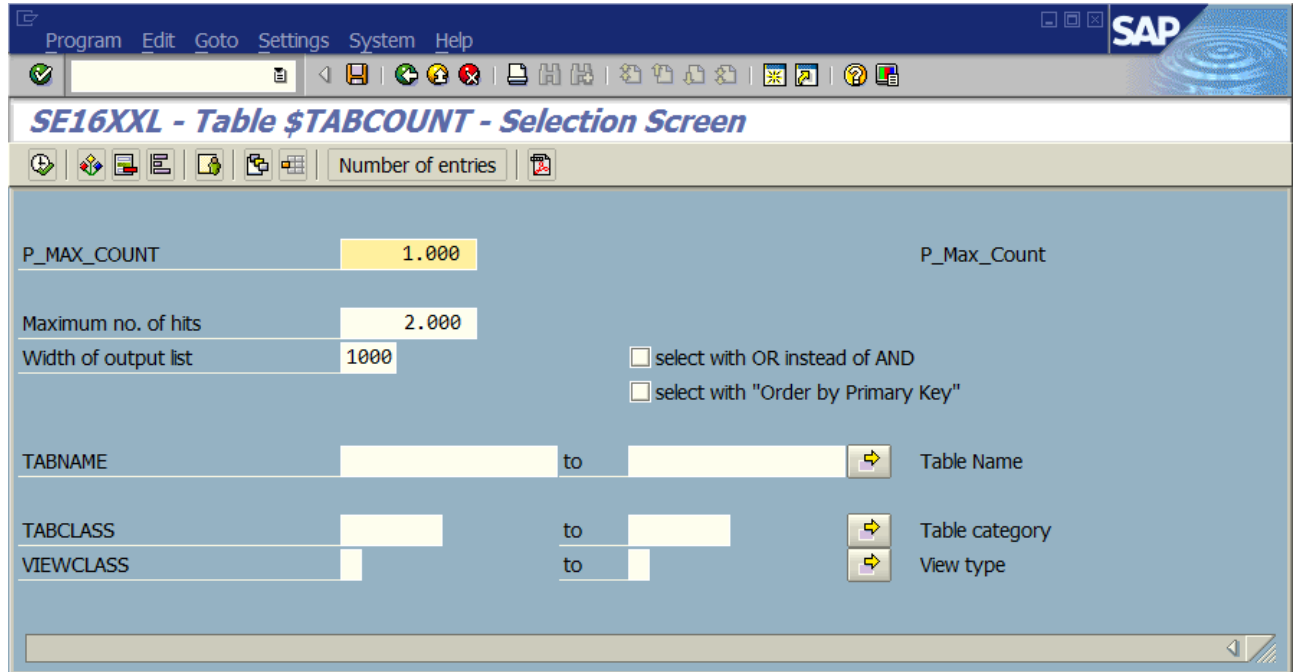 Program Edit Goto Settings System Help
SAP
SE16XXL - Table $TABCOUNT - Selection Screen
Number of entries
P_MAX_COUNT 1.000 P_Max_Count
Maximum no. of hits 2.000
Width of output list 1000 select with OR instead of AND
select with "Order by Primary Key"
TABNAME to Table Name
TABCLASS to Table category
VIEWCLASS to View type